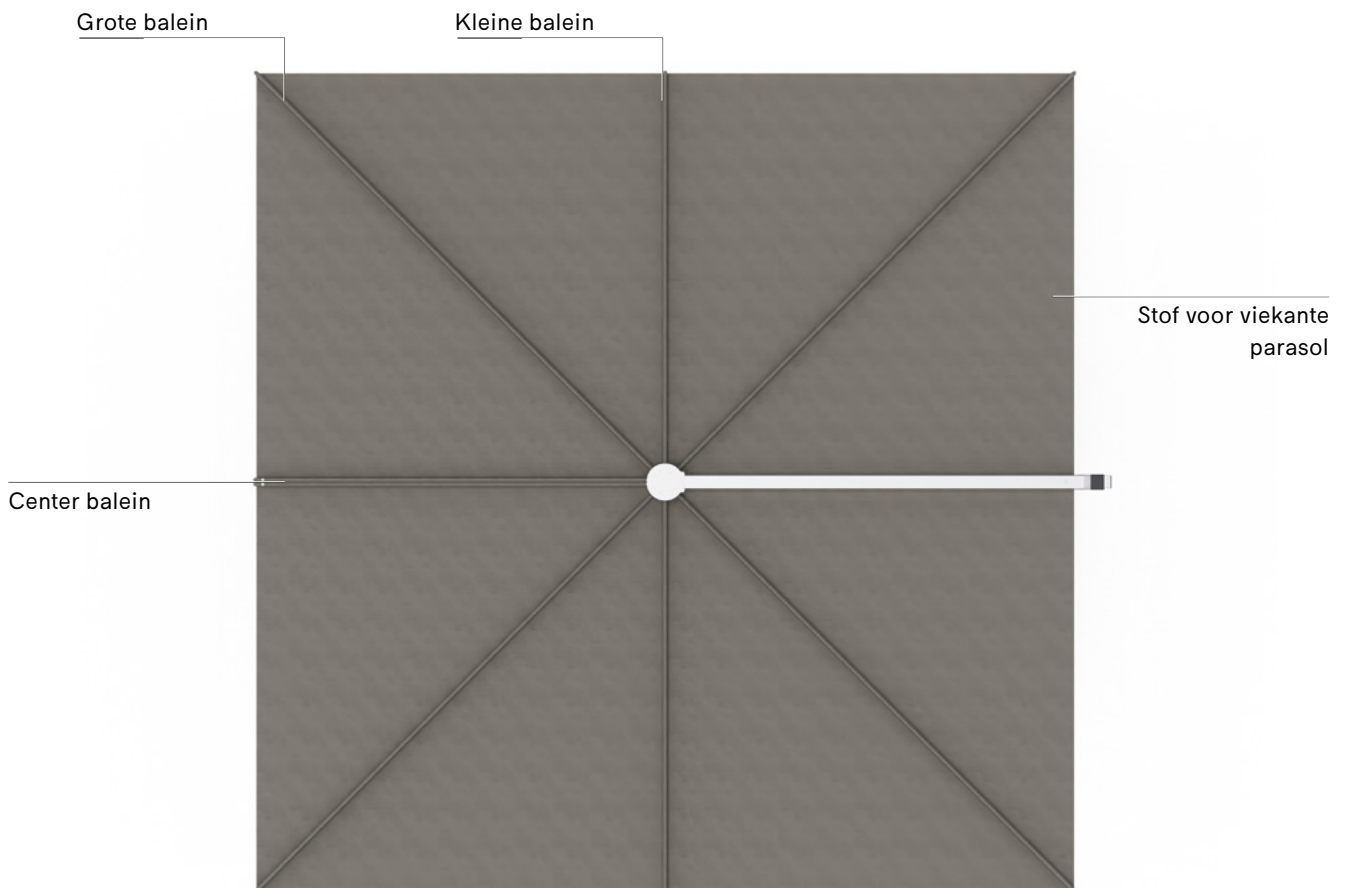 Grote balein
Kleine balein
Stof voor viekante
parasol
Center balein